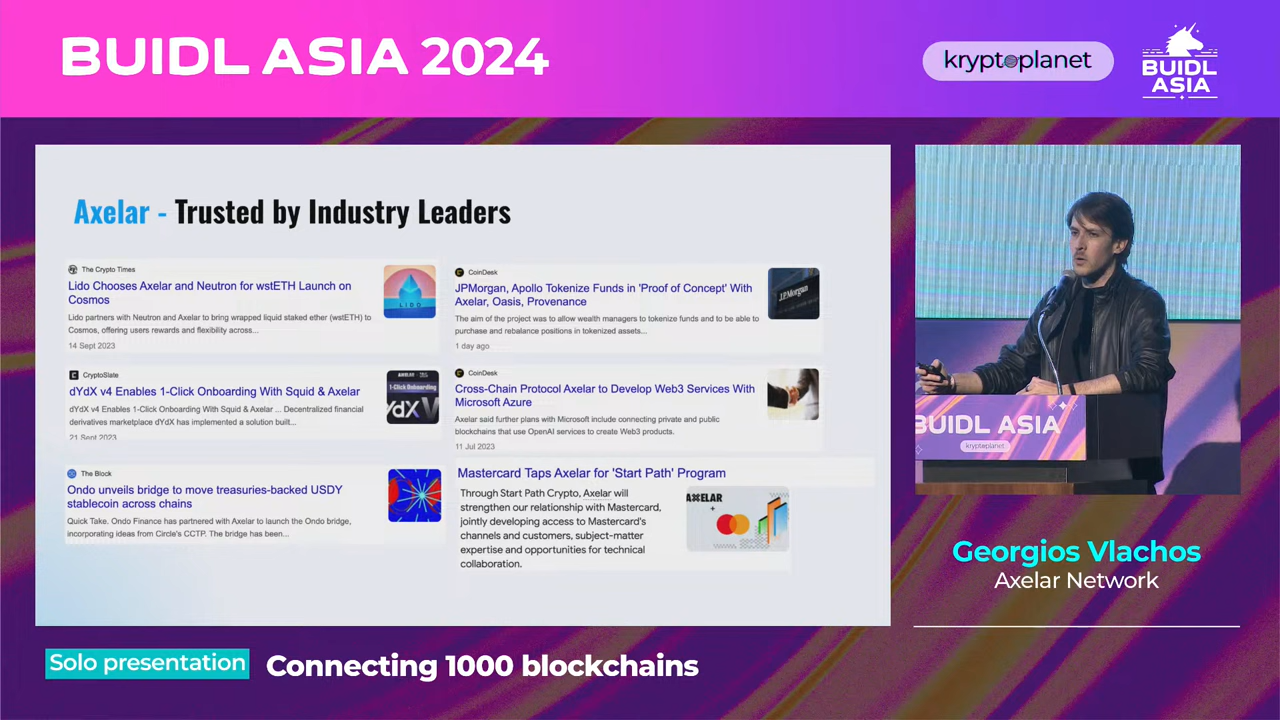 BUIDL ASIA 2024
kryptoplanet
BUIDL
ASIA
Axelar - Trusted by Industry Leaders
The Crypto Times
Lido Chooses Axelar and Neutron for wstETH Launch on
Cosmos
Lido partners with Neutron and Axelar to bring wrapped liquid staked ether (wstETH) to
Cosmos, offering users rewards and flexibility across...
14 Sept 2023
LIDO
CoinDesk
JPMorgan, Apollo Tokenize Funds in 'Proof of Concept' With
Axelar, Oasis, Provenance
The aim of the project was to allow wealth managers to tokenize funds and to be able to
purchase and rebalance positions in tokenized assets...
1 day ago
J.P.Morgan
CryptoSlate
dYdX v4 Enables 1-Click Onboarding With Squid & Axelar
dYdX v4 Enables 1-Click Onboarding With Squid & Axelar ... Decentralized financial
derivatives marketplace dYdX has implemented a solution built...
21 Sept 2023
1-Click Onboarding
YdX V
CoinDesk
Cross-Chain Protocol Axelar to Develop Web3 Services With
Microsoft Azure
Axelar said further plans with Microsoft include connecting private and public
blockchains that use OpenAI services to create Web3 products.
11 Jul 2023
The Block
Ondo unveils bridge to move treasuries-backed USDY
stablecoin across chains
Quick Take. Ondo Finance has partnered with Axelar to launch the Ondo bridge,
incorporating ideas from Circle's CCTP. The bridge has been...
Mastercard Taps Axelar for 'Start Path' Program
Through Start Path Crypto, Axelar will
strengthen our relationship with Mastercard,
jointly developing access to Mastercard's
channels and customers, subject-matter
expertise and opportunities for technical
collaboration.
AXELAR
+
BUIDL ASIA
kryptoplanet
Georgios Vlachos
Axelar Network
Solo presentation
Connecting 1000 blockchains